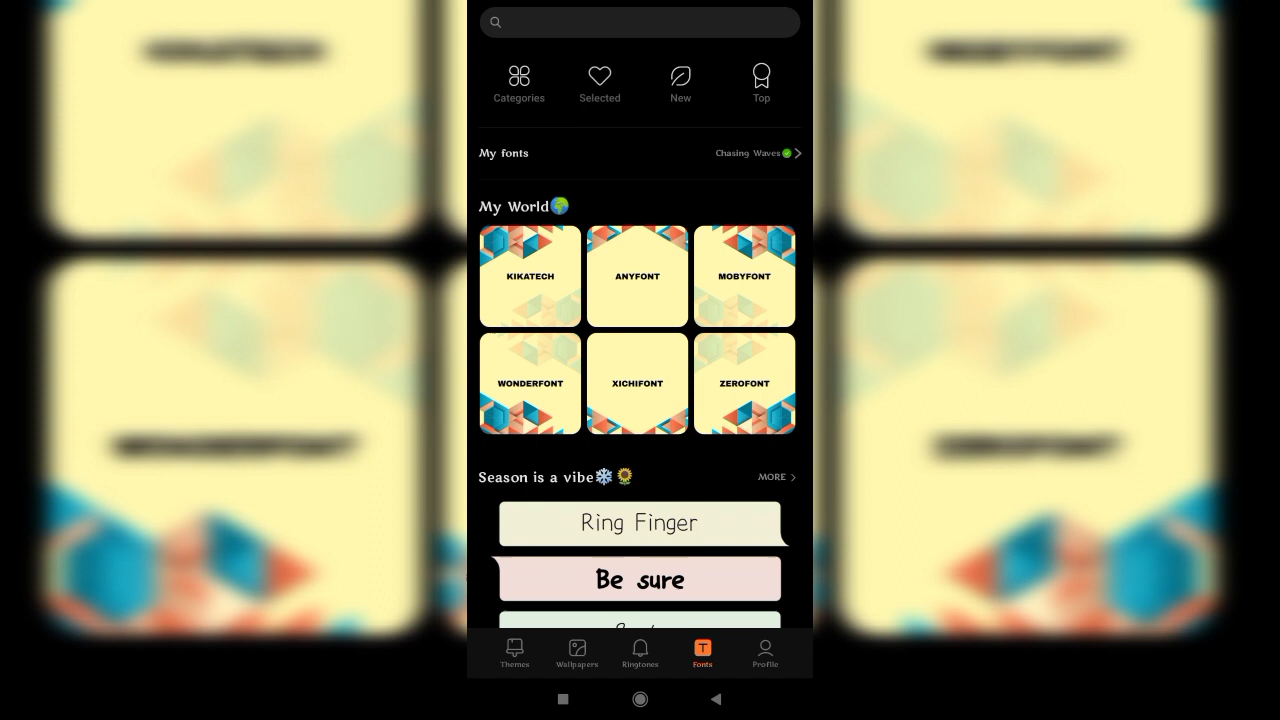 Categories Selected New Top
My fonts Chasing Waves
My World
KIKATECH ANYFONT MOBYFONT
WONDERFONT XICHIFONT ZEROFONT
Season is a vibe MORE
Ring Finger
Be sure
Themes Wallpapers Ringtones Fonts Profile